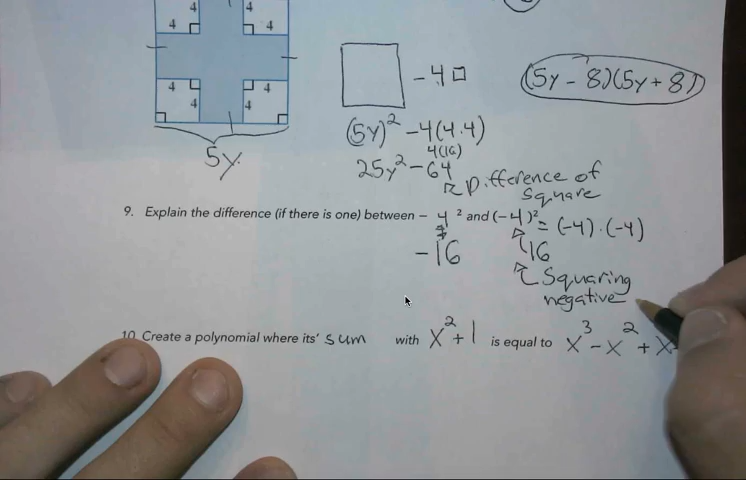 4 4
4 4
4 4
4 4
5y
- 4
(5y)² - 4(4·4)
4(16)
25y² - 64
Difference of
Square
(5y - 8)(5y + 8)
9. Explain the difference (if there is one) between - 4² and (-4)² = (-4)·(-4)
-16 16
Squaring
negative
10. Create a polynomial where its' sum with x² + 1 is equal to x³ - x² + x